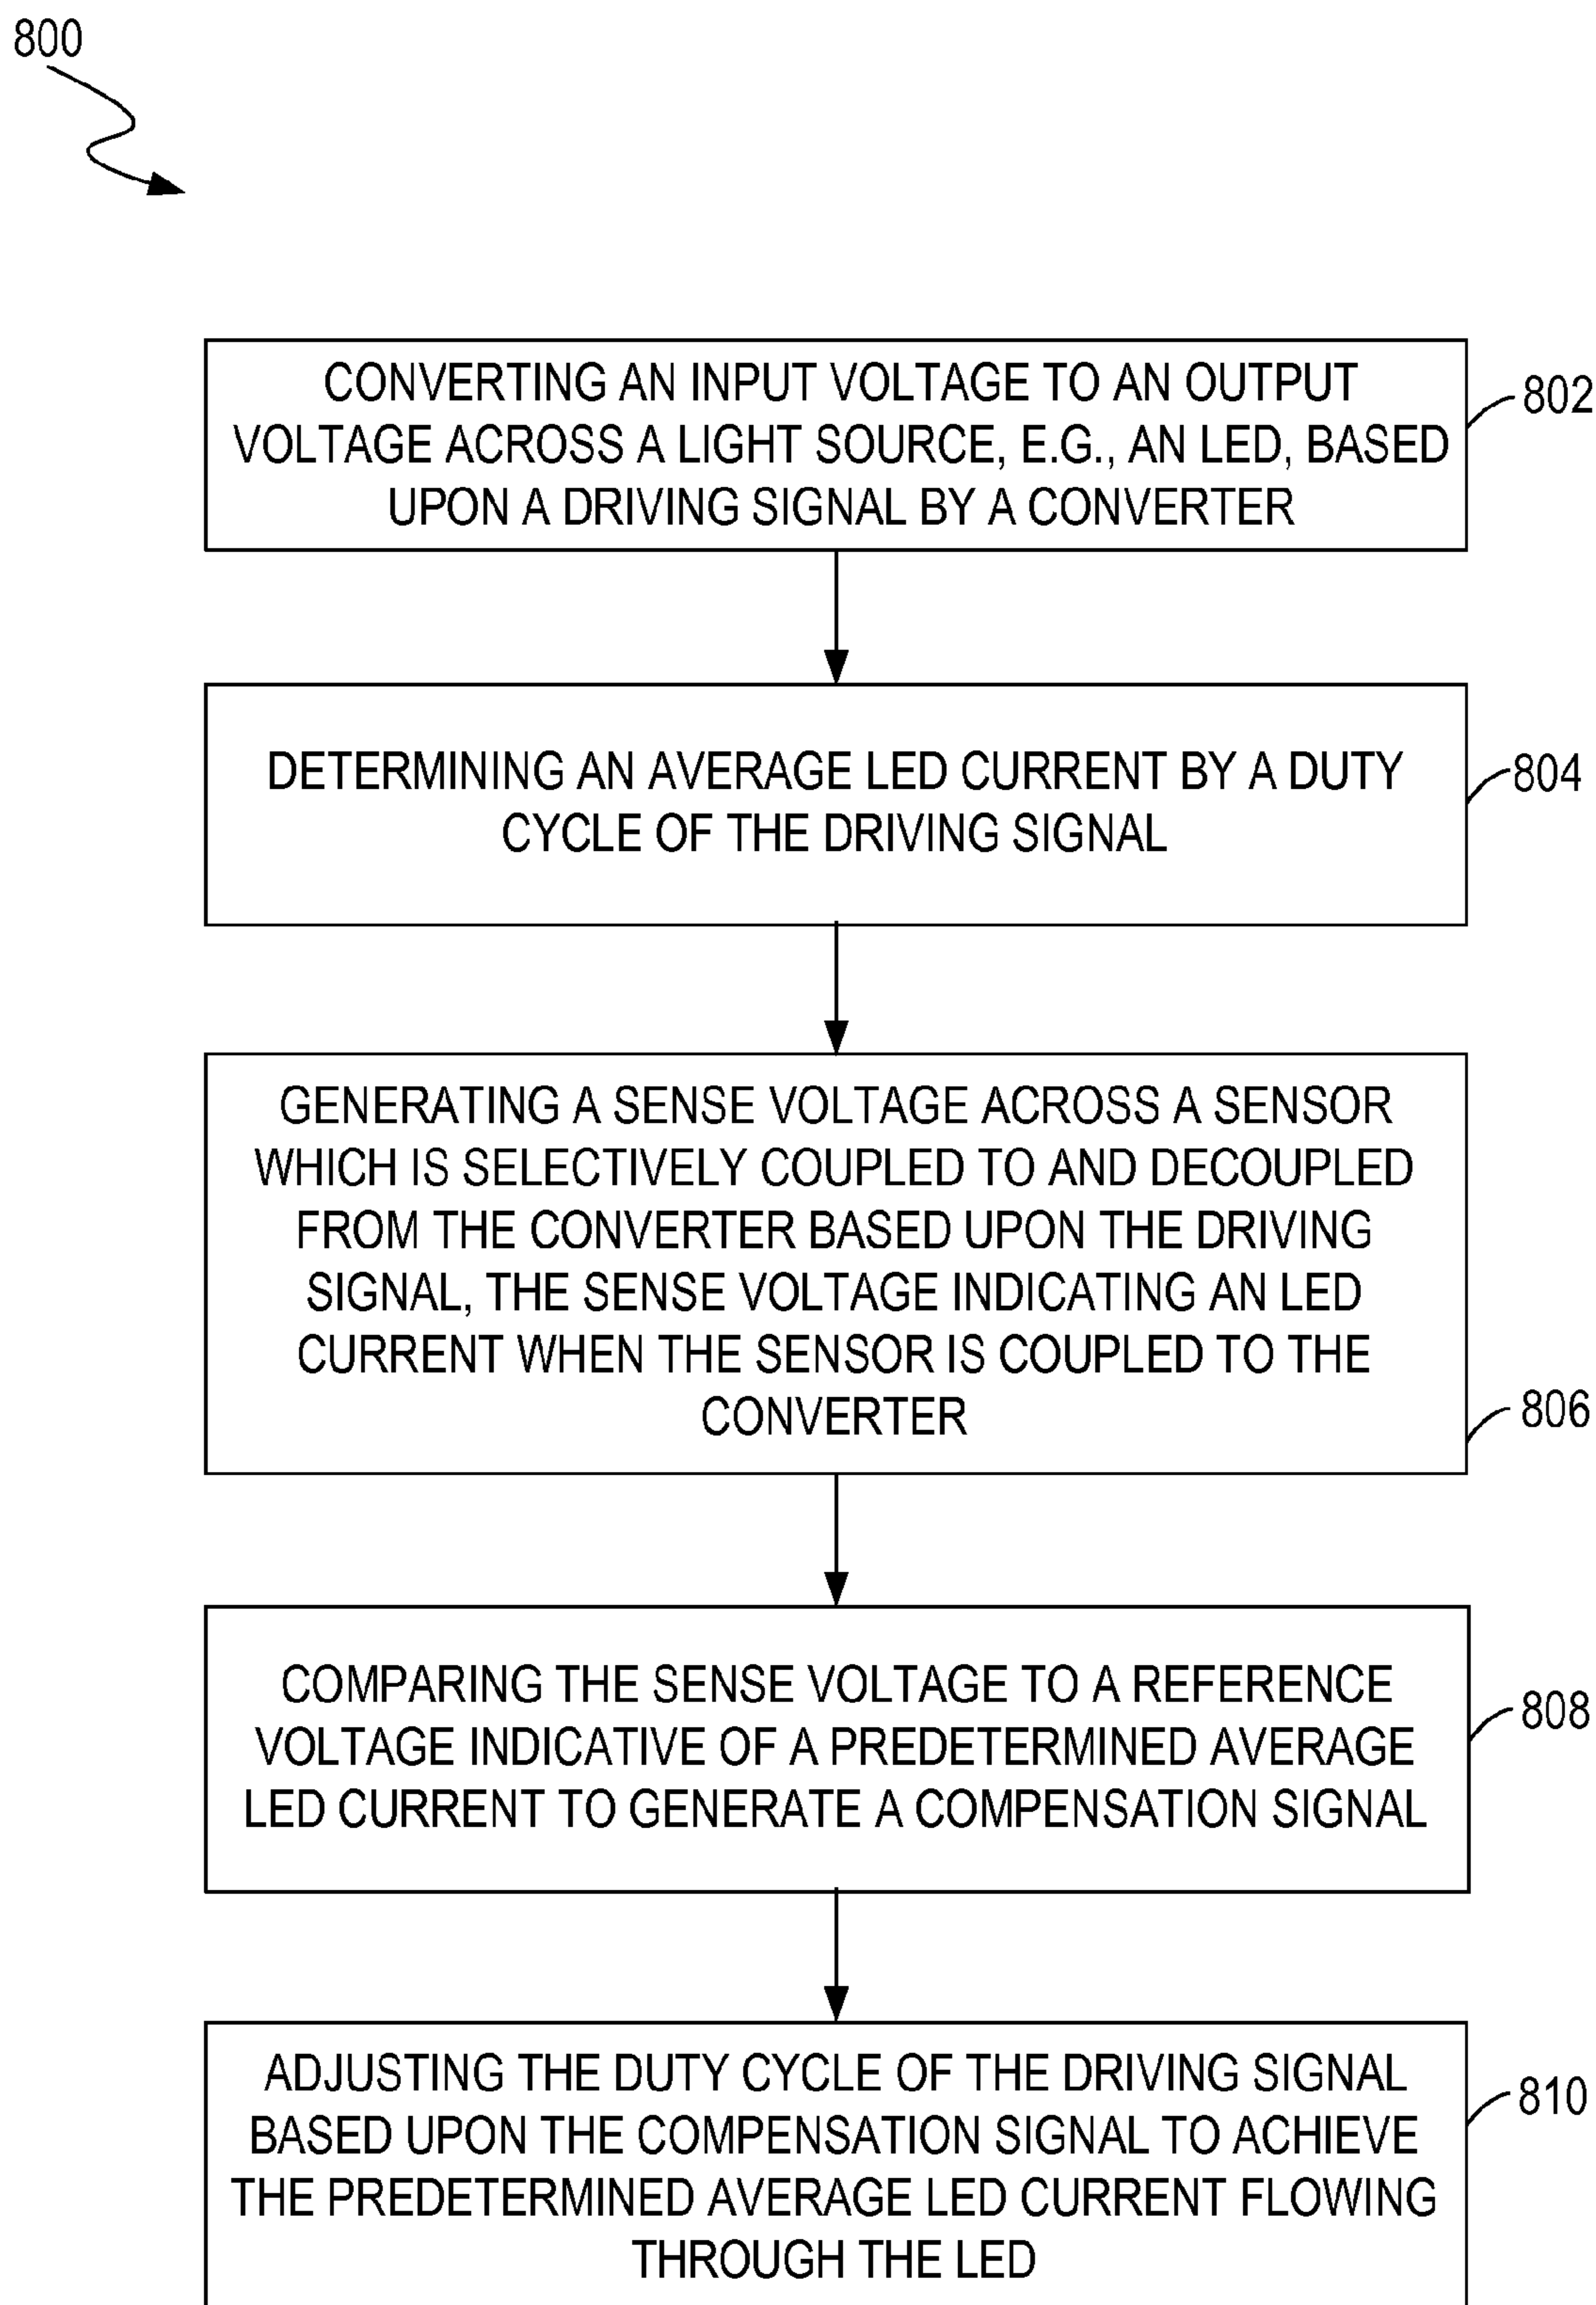 800
CONVERTING AN INPUT VOLTAGE TO AN OUTPUT
VOLTAGE ACROSS A LIGHT SOURCE, E.G., AN LED, BASED
UPON A DRIVING SIGNAL BY A CONVERTER
802
DETERMINING AN AVERAGE LED CURRENT BY A DUTY
CYCLE OF THE DRIVING SIGNAL
804
GENERATING A SENSE VOLTAGE ACROSS A SENSOR
WHICH IS SELECTIVELY COUPLED TO AND DECOUPLED
FROM THE CONVERTER BASED UPON THE DRIVING
SIGNAL, THE SENSE VOLTAGE INDICATING AN LED
CURRENT WHEN THE SENSOR IS COUPLED TO THE
CONVERTER
806
COMPARING THE SENSE VOLTAGE TO A REFERENCE
VOLTAGE INDICATIVE OF A PREDETERMINED AVERAGE
LED CURRENT TO GENERATE A COMPENSATION SIGNAL
808
ADJUSTING THE DUTY CYCLE OF THE DRIVING SIGNAL
BASED UPON THE COMPENSATION SIGNAL TO ACHIEVE
THE PREDETERMINED AVERAGE LED CURRENT FLOWING
THROUGH THE LED
810